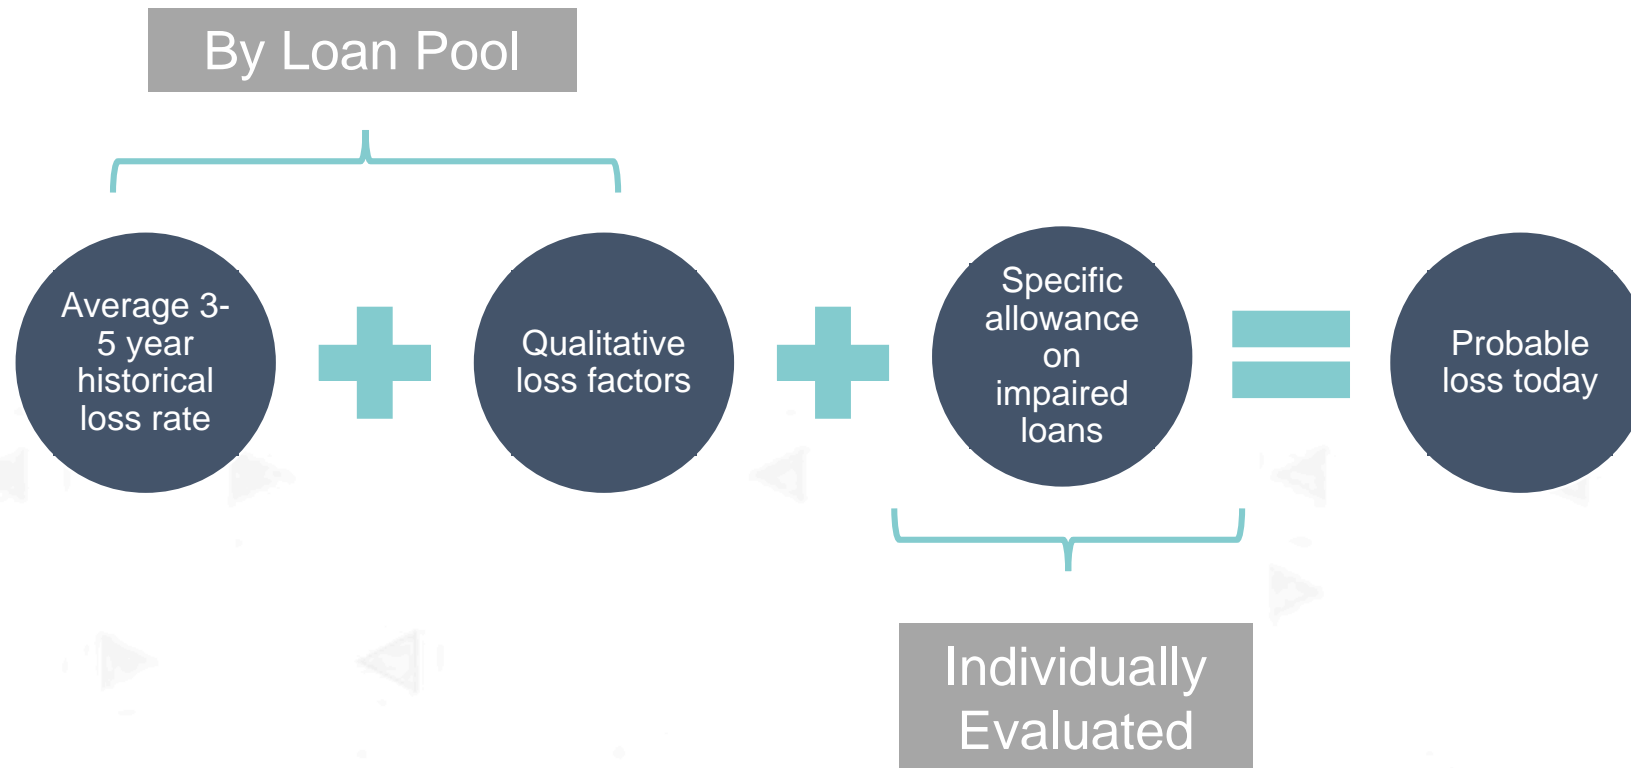 By Loan Pool
Average 3-
5 year
historical
loss rate
Qualitative
loss factors
Specific
allowance
on
impaired
loans
Probable
loss today
Individually
Evaluated